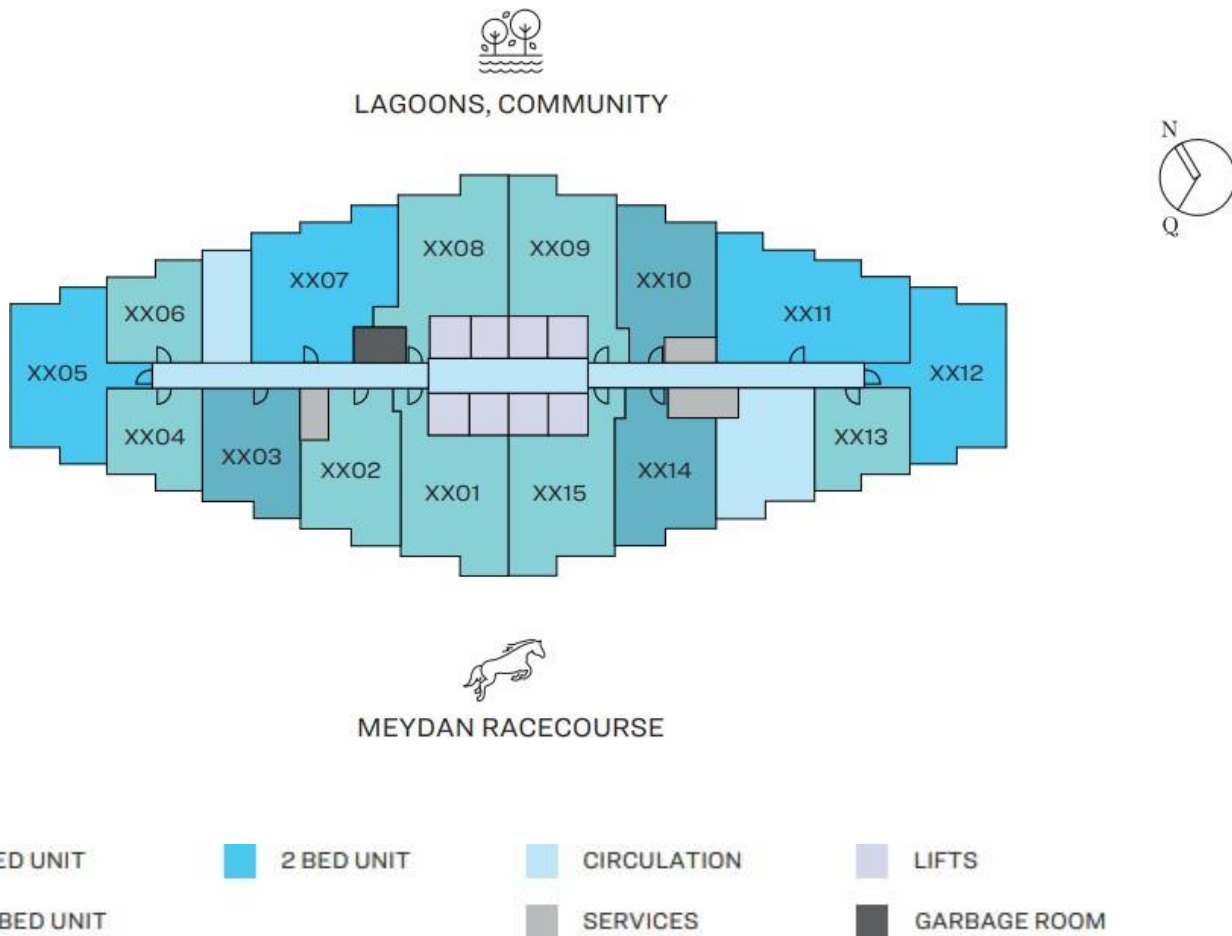 LAGOONS, COMMUNITY
N
Q
XX08
XX09
XX07
XX10
XX06
XX11
XX05
XX12
XX04
XX13
XX03
XX02
XX14
XX01
XX15
MEYDAN RACECOURSE
ED UNIT
2 BED UNIT
CIRCULATION
LIFTS
BED UNIT
SERVICES
GARBAGE ROOM